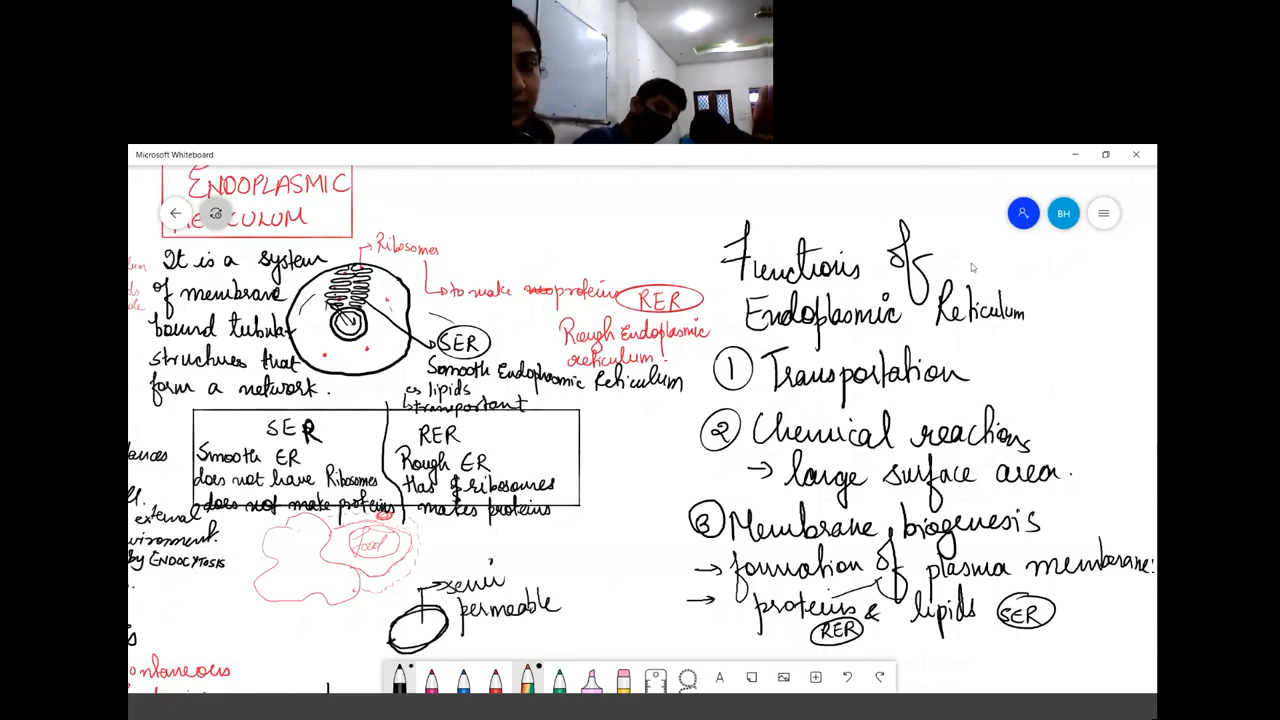 Microsoft Whiteboard
ENDOPLASMIC
RETICULUM
It is a system
of membrane
bound tubular
structures that
form a network.
Ribosomes
to make proteins
RER
Rough Endoplasmic
reticulum.
SER
Smooth Endoplasmic Reticulum
lipids
SER
Smooth ER
does not have Ribosomes
does not make proteins
RER
Rough ER
Has ribosomes
makes proteins
external
by ENDOCYTOSIS
food
semi
permeable
Functions of
Endoplasmic Reticulum
① Transportation
② Chemical reactions
→ large surface area.
③ Membrane biogenesis
→ formation of plasma membrane:
→ proteins & lipids SER
RER
BH